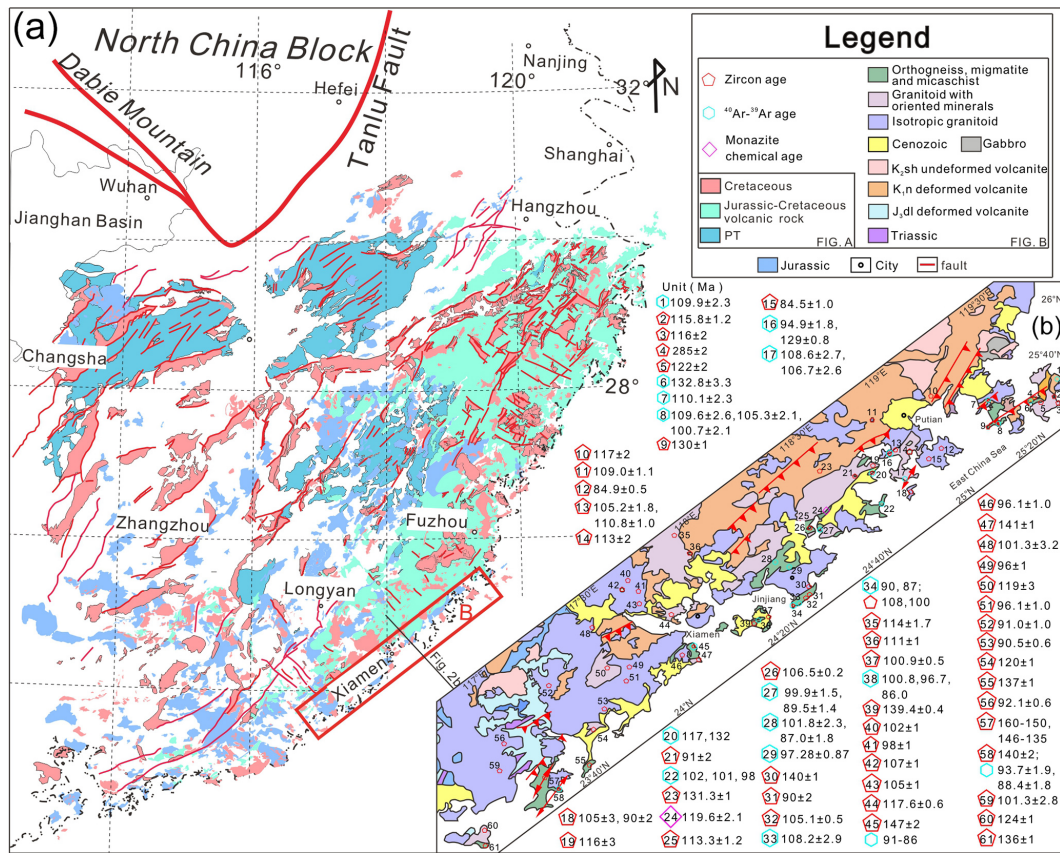 (a)
North China Block
116°
Dabie Mountain
Tanlu Fault
Hefei
120°
Nanjing
32°
N
Shanghai
Wuhan
Jianghan Basin
Hangzhou
Changsha
28°
Zhangzhou
Fuzhou
Longyan
B
Xiamen
Fig. 2b
Legend
Zircon age
⁴⁰Ar-³⁹Ar age
Monazite
chemical age
Cretaceous
Jurassic-Cretaceous
volcanic rock
PT
FIG. A
Orthogneiss, migmatite
and micaschist
Granitoid with
oriented minerals
Isotropic granitoid
Cenozoic
Gabbro
K₂sh undeformed volcanite
K₁n deformed volcanite
J₃dl deformed volcanite
Triassic
FIG. B
Jurassic
City
fault
Unit ( Ma )
1 109.9±2.3
2 115.8±1.2
3 116±2
4 285±2
5 122±2
6 132.8±3.3
7 110.1±2.3
8 109.6±2.6,105.3±2.1,
100.7±2.1
9 130±1
10 117±2
11 109.0±1.1
12 84.9±0.5
13 105.2±1.8,
110.8±1.0
14 113±2
15 84.5±1.0
16 94.9±1.8,
129±0.8
17 108.6±2.7,
106.7±2.6
(b)
26°N
119°30'E
25°40'N
119°E
Putian
118°30'E
East China Sea
25°20'N
25°N
118°E
24°40'N
Jinjiang
24°20'N
117°30'E
Xiamen
24°N
23°40'N
18 105±3, 90±2
19 116±3
20 117,132
21 91±2
22 102, 101, 98
23 131.3±1
24 119.6±2.1
25 113.3±1.2
26 106.5±0.2
27 99.9±1.5,
89.5±1.4
28 101.8±2.3,
87.0±1.8
29 97.28±0.87
30 140±1
31 90±2
32 105.1±0.5
33 108.2±2.9
34 90, 87;
108,100
35 114±1.7
36 111±1
37 100.9±0.5
38 100.8,96.7,
86.0
39 139.4±0.4
40 102±1
41 98±1
42 107±1
43 105±1
44 117.6±0.6
45 147±2
91-86
46 96.1±1.0
47 141±1
48 101.3±3.2
49 96±1
50 119±3
51 96.1±1.0
52 91.0±1.0
53 90.5±0.6
54 120±1
55 137±1
56 92.1±0.6
57 160-150,
146-135
58 140±2;
93.7±1.9,
88.4±1.8
59 101.3±2.8
60 124±1
61 136±1